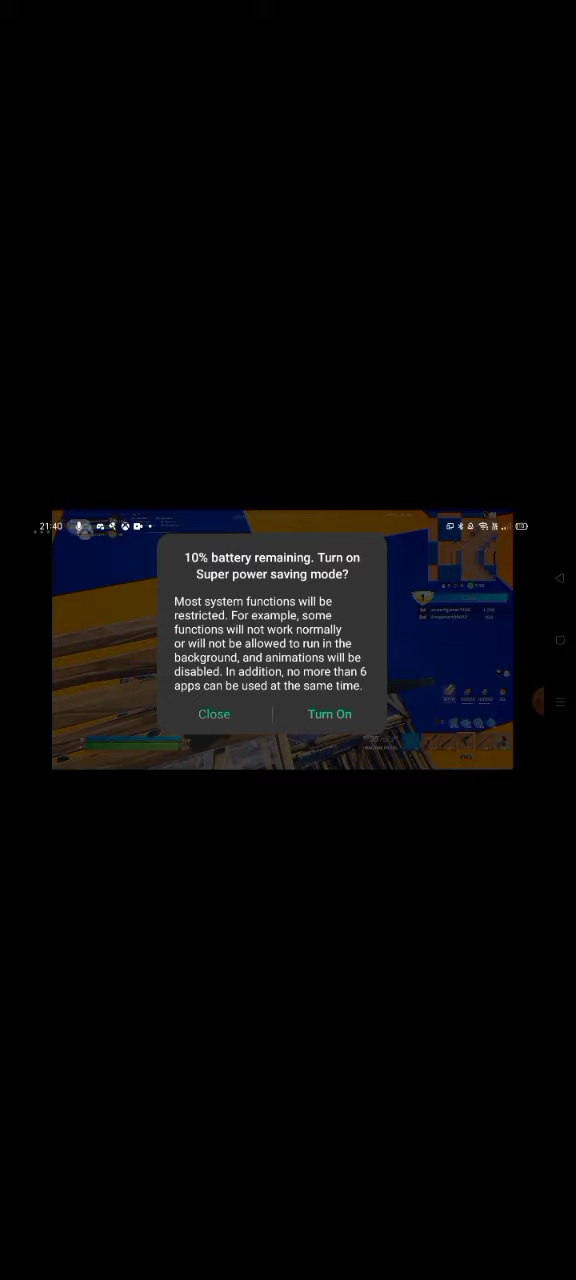 21:40
10% battery remaining. Turn on
Super power saving mode?
Most system functions will be
restricted. For example, some
functions will not work normally
or will not be allowed to run in the
background, and animations will be
disabled. In addition, no more than 6
apps can be used at the same time.
Close
Turn On